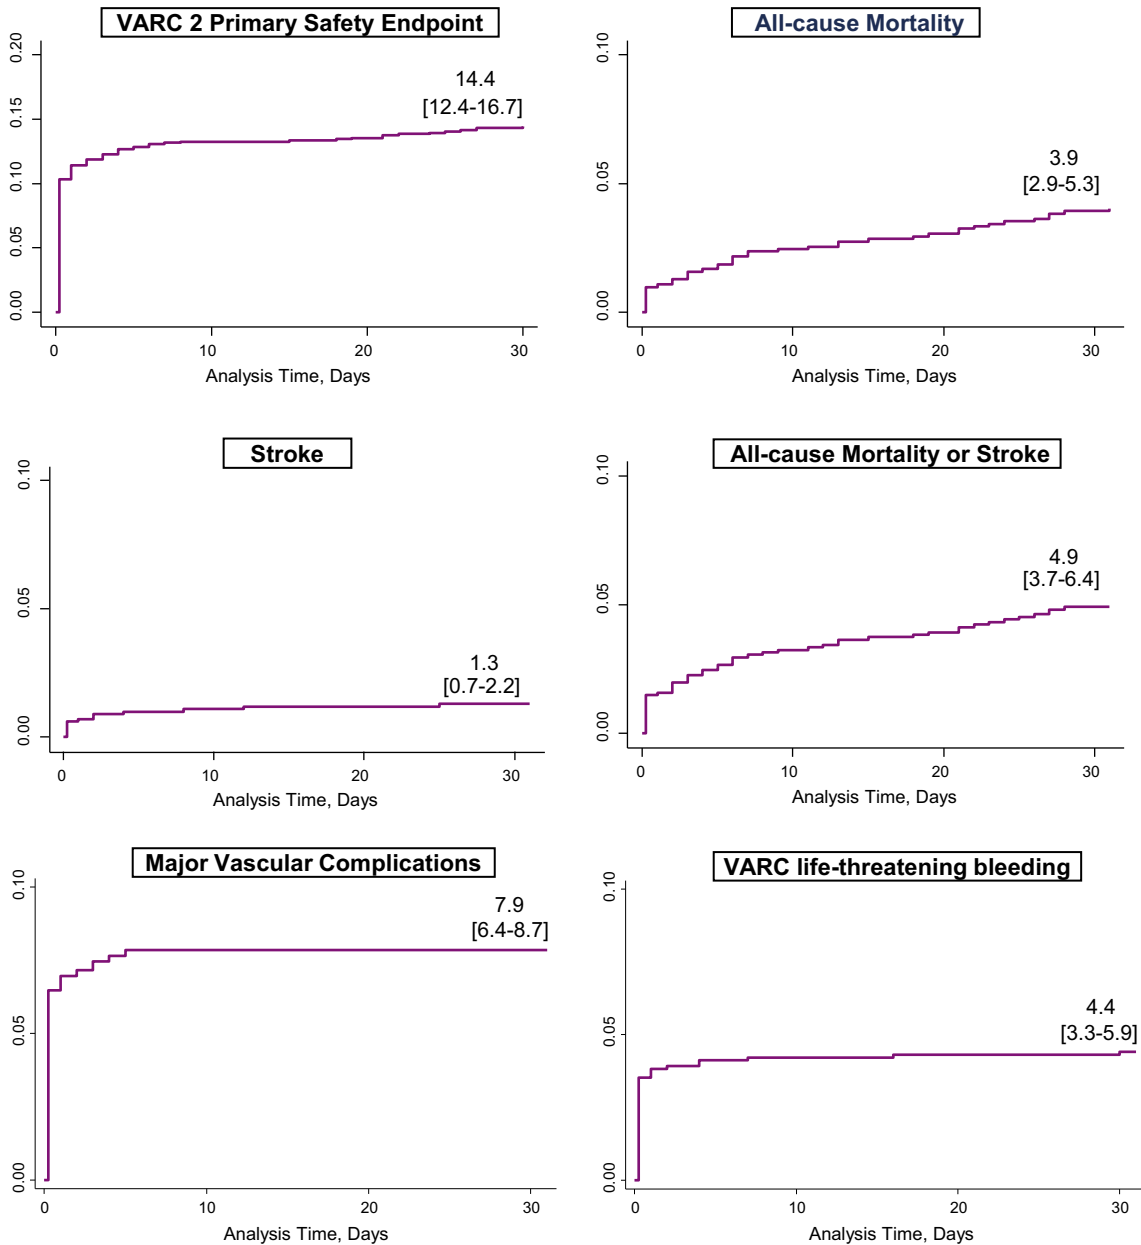 VARC 2 Primary Safety Endpoint
0.20
0.15
0.10
0.05
0.00
14.4
[12.4-16.7]
0 10 20 30
Analysis Time, Days
All-cause Mortality
0.10
0.05
0.00
3.9
[2.9-5.3]
0 10 20 30
Analysis Time, Days
Stroke
0.10
0.05
0.00
1.3
[0.7-2.2]
0 10 20 30
Analysis Time, Days
All-cause Mortality or Stroke
0.10
0.05
0.00
4.9
[3.7-6.4]
0 10 20 30
Analysis Time, Days
Major Vascular Complications
0.10
0.05
0.00
7.9
[6.4-8.7]
0 10 20 30
Analysis Time, Days
VARC life-threatening bleeding
0.10
0.05
0.00
4.4
[3.3-5.9]
0 10 20 30
Analysis Time, Days